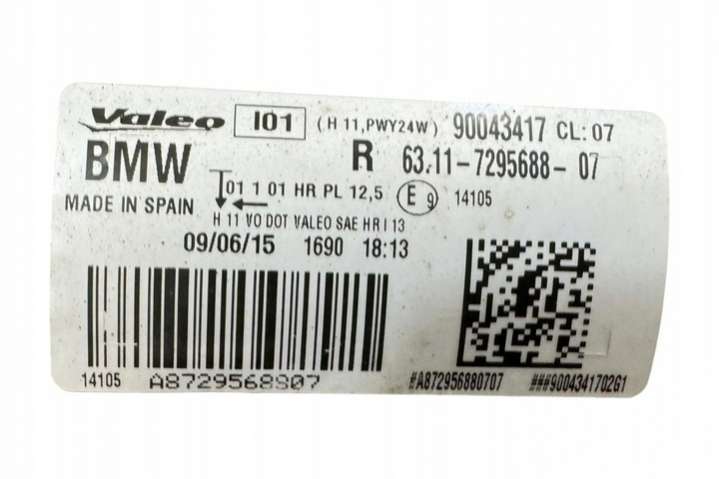 Valeo I01 (H 11,PWY24W) 90043417 CL:07
BMW R 63.11-7295688-07
01 1 01 HR PL 12,5 E 9 14105
MADE IN SPAIN
H 11 VO DOT VALEO SAE HR I 13
09/06/15 1690 18:13
14105 A8729568807 #A872956880707 ###9004341702G1